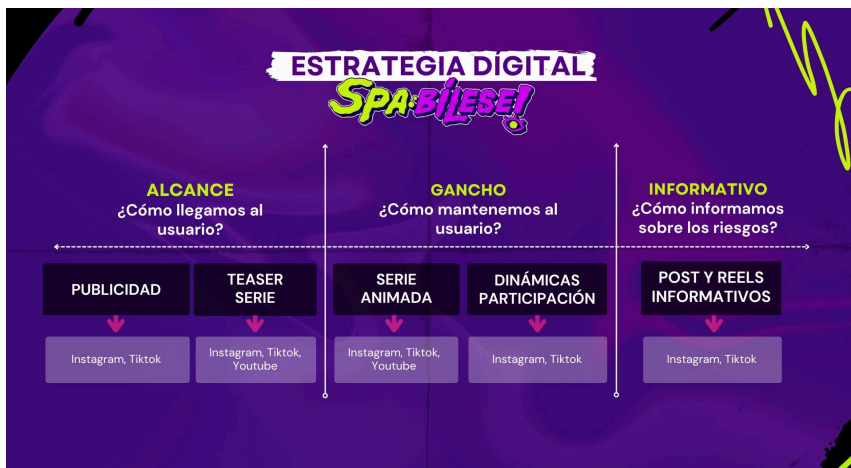 ESTRATEGIA DIGITAL
SPA·BÍLESE!
ALCANCE
¿Cómo llegamos al
usuario?
GANCHO
¿Cómo mantenemos al
usuario?
INFORMATIVO
¿Cómo informamos
sobre los riesgos?
PUBLICIDAD
TEASER
SERIE
SERIE
ANIMADA
DINÁMICAS
PARTICIPACIÓN
POST Y REELS
INFORMATIVOS
Instagram, Tiktok
Instagram, Tiktok,
Youtube
Instagram, Tiktok,
Youtube
Instagram, Tiktok
Instagram, Tiktok